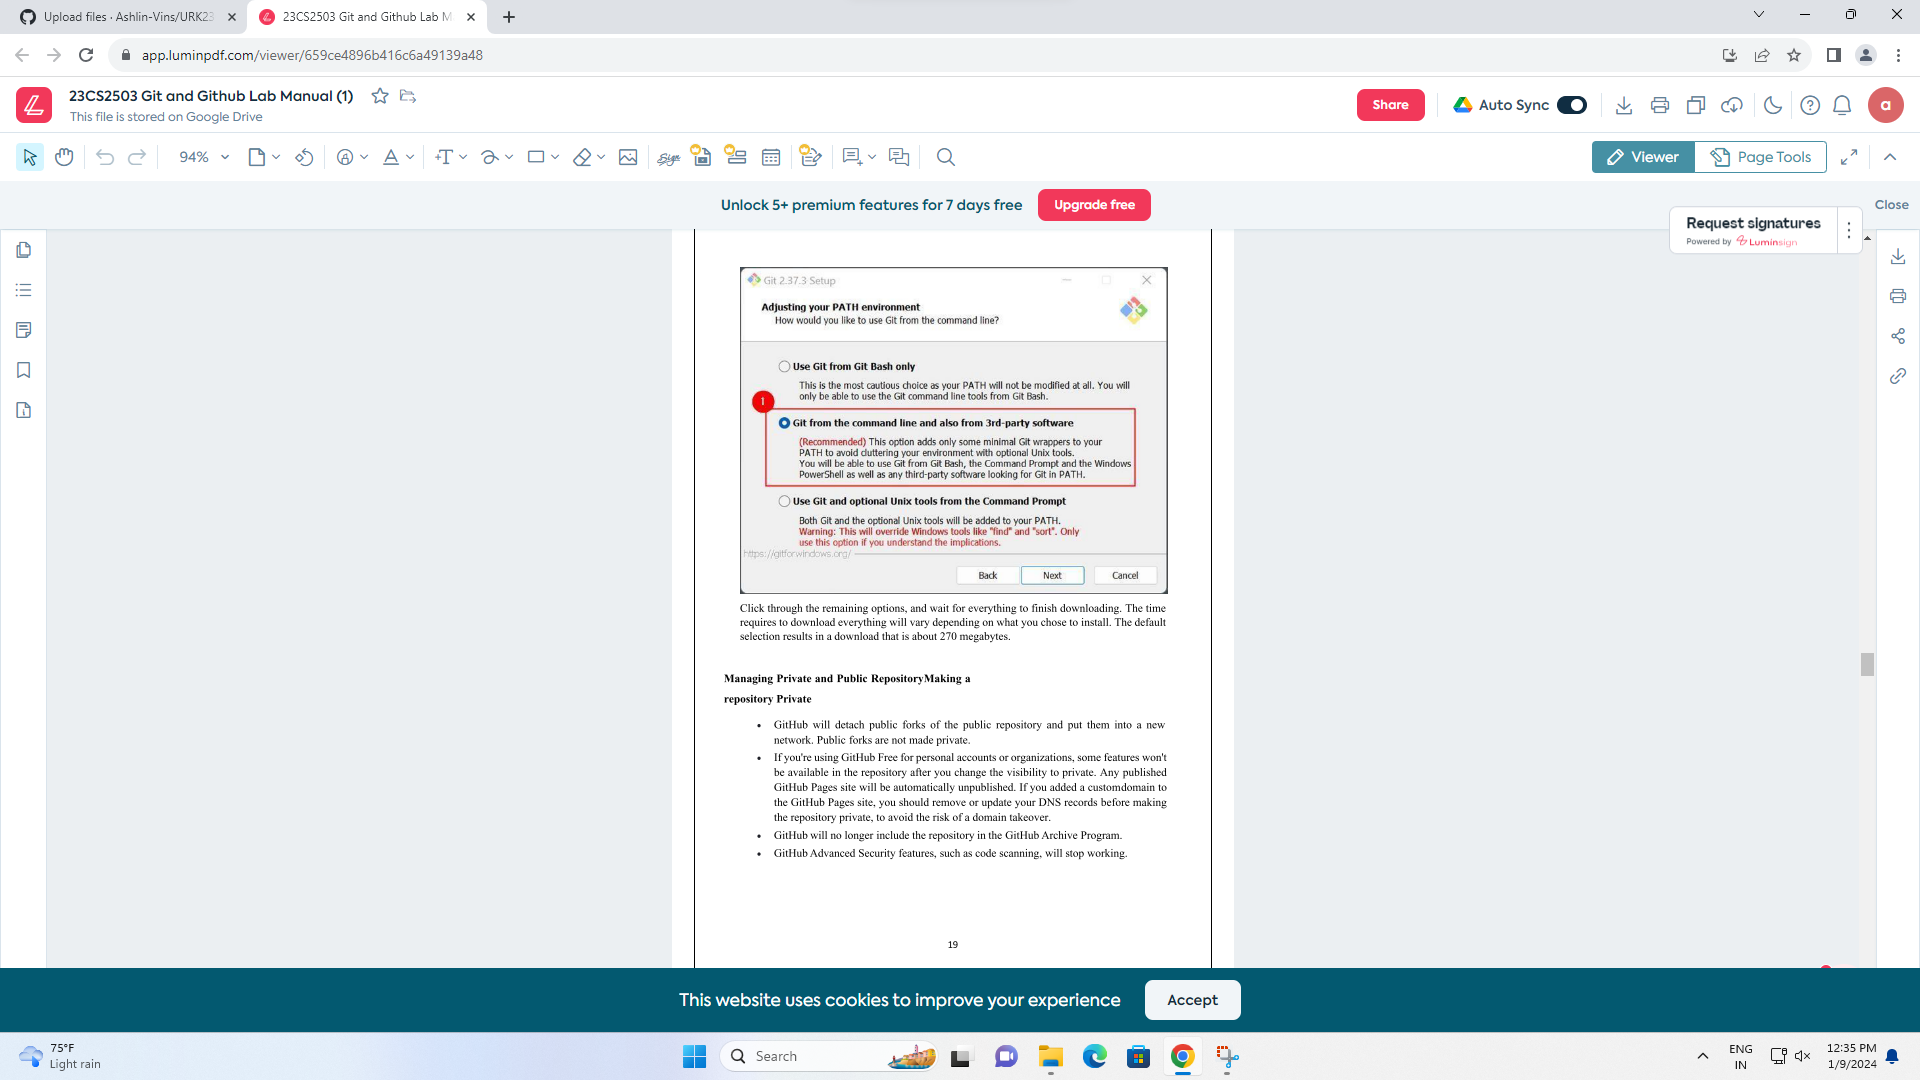 Upload files · Ashlin-Vins/URK23
23CS2503 Git and Github Lab M
app.luminpdf.com/viewer/659ce4896b416c6a49139a48
23CS2503 Git and Github Lab Manual (1)
This file is stored on Google Drive
Share
Auto Sync
a
94%
T
Sign
Viewer
Page Tools
Unlock 5+ premium features for 7 days free
Upgrade free
Close
Request signatures
Powered by Luminsign
Git 2.37.3 Setup
Adjusting your PATH environment
How would you like to use Git from the command line?
Use Git from Git Bash only
This is the most cautious choice as your PATH will not be modified at all. You will
only be able to use the Git command line tools from Git Bash.
1
Git from the command line and also from 3rd-party software
(Recommended) This option adds only some minimal Git wrappers to your
PATH to avoid cluttering your environment with optional Unix tools.
You will be able to use Git from Git Bash, the Command Prompt and the Windows
PowerShell as well as any third-party software looking for Git in PATH.
Use Git and optional Unix tools from the Command Prompt
Both Git and the optional Unix tools will be added to your PATH.
Warning: This will override Windows tools like "find" and "sort". Only
use this option if you understand the implications.
https://gitforwindows.org/
Back
Next
Cancel
Click through the remaining options, and wait for everything to finish downloading. The time
requires to download everything will vary depending on what you chose to install. The default
selection results in a download that is about 270 megabytes.
Managing Private and Public RepositoryMaking a
repository Private
• GitHub will detach public forks of the public repository and put them into a new
network. Public forks are not made private.
• If you're using GitHub Free for personal accounts or organizations, some features won't
be available in the repository after you change the visibility to private. Any published
GitHub Pages site will be automatically unpublished. If you added a customdomain to
the GitHub Pages site, you should remove or update your DNS records before making
the repository private, to avoid the risk of a domain takeover.
• GitHub will no longer include the repository in the GitHub Archive Program.
• GitHub Advanced Security features, such as code scanning, will stop working.
19
This website uses cookies to improve your experience
Accept
75°F
Light rain
Search
ENG
IN
12:35 PM
1/9/2024